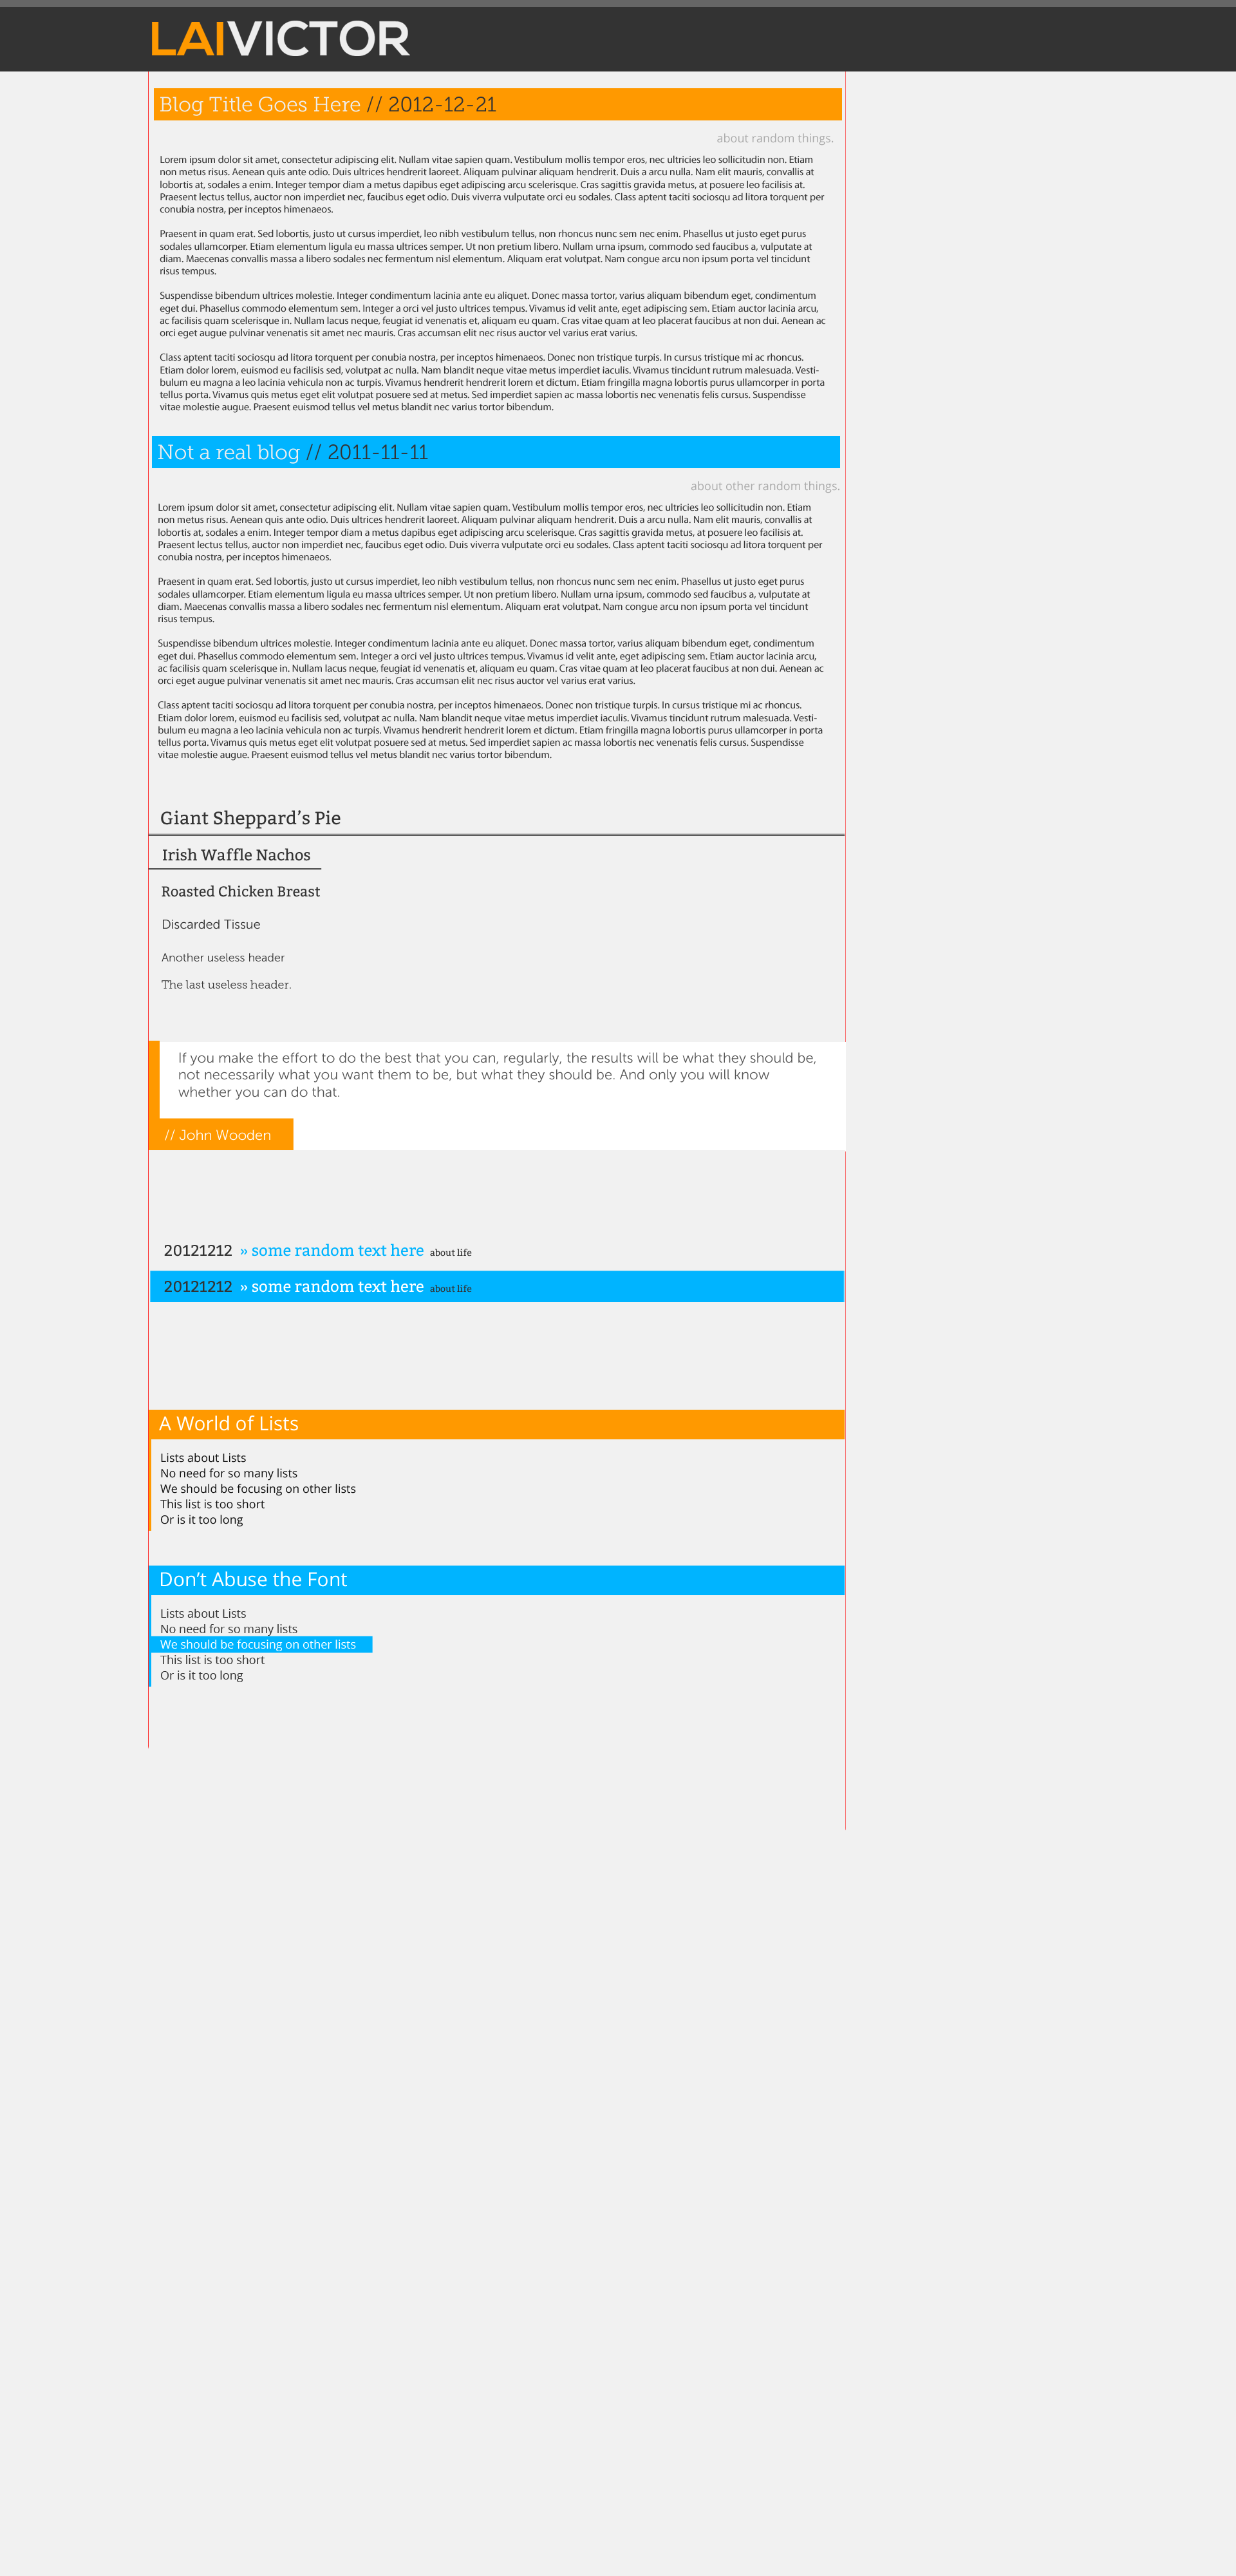 LAIVICTOR
Blog Title Goes Here // 2012-12-21
about random things.
Lorem ipsum dolor sit amet, consectetur adipiscing elit. Nullam vitae sapien quam. Vestibulum mollis tempor eros, nec ultricies leo sollicitudin non. Etiam
non metus risus. Aenean quis ante odio. Duis ultrices hendrerit laoreet. Aliquam pulvinar aliquam hendrerit. Duis a arcu nulla. Nam elit mauris, convallis at
lobortis at, sodales a enim. Integer tempor diam a metus dapibus eget adipiscing arcu scelerisque. Cras sagittis gravida metus, at posuere leo facilisis at.
Praesent lectus tellus, auctor non imperdiet nec, faucibus eget odio. Duis viverra vulputate orci eu sodales. Class aptent taciti sociosqu ad litora torquent per
conubia nostra, per inceptos himenaeos.
Praesent in quam erat. Sed lobortis, justo ut cursus imperdiet, leo nibh vestibulum tellus, non rhoncus nunc sem nec enim. Phasellus ut justo eget purus
sodales ullamcorper. Etiam elementum ligula eu massa ultrices semper. Ut non pretium libero. Nullam urna ipsum, commodo sed faucibus a, vulputate at
diam. Maecenas convallis massa a libero sodales nec fermentum nisl elementum. Aliquam erat volutpat. Nam congue arcu non ipsum porta vel tincidunt
risus tempus.
Suspendisse bibendum ultrices molestie. Integer condimentum lacinia ante eu aliquet. Donec massa tortor, varius aliquam bibendum eget, condimentum
eget dui. Phasellus commodo elementum sem. Integer a orci vel justo ultrices tempus. Vivamus id velit ante, eget adipiscing sem. Etiam auctor lacinia arcu,
ac facilisis quam scelerisque in. Nullam lacus neque, feugiat id venenatis et, aliquam eu quam. Cras vitae quam at leo placerat faucibus at non dui. Aenean ac
orci eget augue pulvinar venenatis sit amet nec mauris. Cras accumsan elit nec risus auctor vel varius erat varius.
Class aptent taciti sociosqu ad litora torquent per conubia nostra, per inceptos himenaeos. Donec non tristique turpis. In cursus tristique mi ac rhoncus.
Etiam dolor lorem, euismod eu facilisis sed, volutpat ac nulla. Nam blandit neque vitae metus imperdiet iaculis. Vivamus tincidunt rutrum malesuada. Vesti-
bulum eu magna a leo lacinia vehicula non ac turpis. Vivamus hendrerit hendrerit lorem et dictum. Etiam fringilla magna lobortis purus ullamcorper in porta
tellus porta. Vivamus quis metus eget elit volutpat posuere sed at metus. Sed imperdiet sapien ac massa lobortis nec venenatis felis cursus. Suspendisse
vitae molestie augue. Praesent euismod tellus vel metus blandit nec varius tortor bibendum.
Not a real blog // 2011-11-11
about other random things.
Lorem ipsum dolor sit amet, consectetur adipiscing elit. Nullam vitae sapien quam. Vestibulum mollis tempor eros, nec ultricies leo sollicitudin non. Etiam
non metus risus. Aenean quis ante odio. Duis ultrices hendrerit laoreet. Aliquam pulvinar aliquam hendrerit. Duis a arcu nulla. Nam elit mauris, convallis at
lobortis at, sodales a enim. Integer tempor diam a metus dapibus eget adipiscing arcu scelerisque. Cras sagittis gravida metus, at posuere leo facilisis at.
Praesent lectus tellus, auctor non imperdiet nec, faucibus eget odio. Duis viverra vulputate orci eu sodales. Class aptent taciti sociosqu ad litora torquent per
conubia nostra, per inceptos himenaeos.
Praesent in quam erat. Sed lobortis, justo ut cursus imperdiet, leo nibh vestibulum tellus, non rhoncus nunc sem nec enim. Phasellus ut justo eget purus
sodales ullamcorper. Etiam elementum ligula eu massa ultrices semper. Ut non pretium libero. Nullam urna ipsum, commodo sed faucibus a, vulputate at
diam. Maecenas convallis massa a libero sodales nec fermentum nisl elementum. Aliquam erat volutpat. Nam congue arcu non ipsum porta vel tincidunt
risus tempus.
Suspendisse bibendum ultrices molestie. Integer condimentum lacinia ante eu aliquet. Donec massa tortor, varius aliquam bibendum eget, condimentum
eget dui. Phasellus commodo elementum sem. Integer a orci vel justo ultrices tempus. Vivamus id velit ante, eget adipiscing sem. Etiam auctor lacinia arcu,
ac facilisis quam scelerisque in. Nullam lacus neque, feugiat id venenatis et, aliquam eu quam. Cras vitae quam at leo placerat faucibus at non dui. Aenean ac
orci eget augue pulvinar venenatis sit amet nec mauris. Cras accumsan elit nec risus auctor vel varius erat varius.
Class aptent taciti sociosqu ad litora torquent per conubia nostra, per inceptos himenaeos. Donec non tristique turpis. In cursus tristique mi ac rhoncus.
Etiam dolor lorem, euismod eu facilisis sed, volutpat ac nulla. Nam blandit neque vitae metus imperdiet iaculis. Vivamus tincidunt rutrum malesuada. Vesti-
bulum eu magna a leo lacinia vehicula non ac turpis. Vivamus hendrerit hendrerit lorem et dictum. Etiam fringilla magna lobortis purus ullamcorper in porta
tellus porta. Vivamus quis metus eget elit volutpat posuere sed at metus. Sed imperdiet sapien ac massa lobortis nec venenatis felis cursus. Suspendisse
vitae molestie augue. Praesent euismod tellus vel metus blandit nec varius tortor bibendum.
Giant Sheppard’s Pie
Irish Waffle Nachos
Roasted Chicken Breast
Discarded Tissue
Another useless header
The last useless header.
If you make the effort to do the best that you can, regularly, the results will be what they should be,
not necessarily what you want them to be, but what they should be. And only you will know
whether you can do that.
// John Wooden
20121212 » some random text here about life
20121212 » some random text here about life
A World of Lists
Lists about Lists
No need for so many lists
We should be focusing on other lists
This list is too short
Or is it too long
Don’t Abuse the Font
Lists about Lists
No need for so many lists
We should be focusing on other lists
This list is too short
Or is it too long